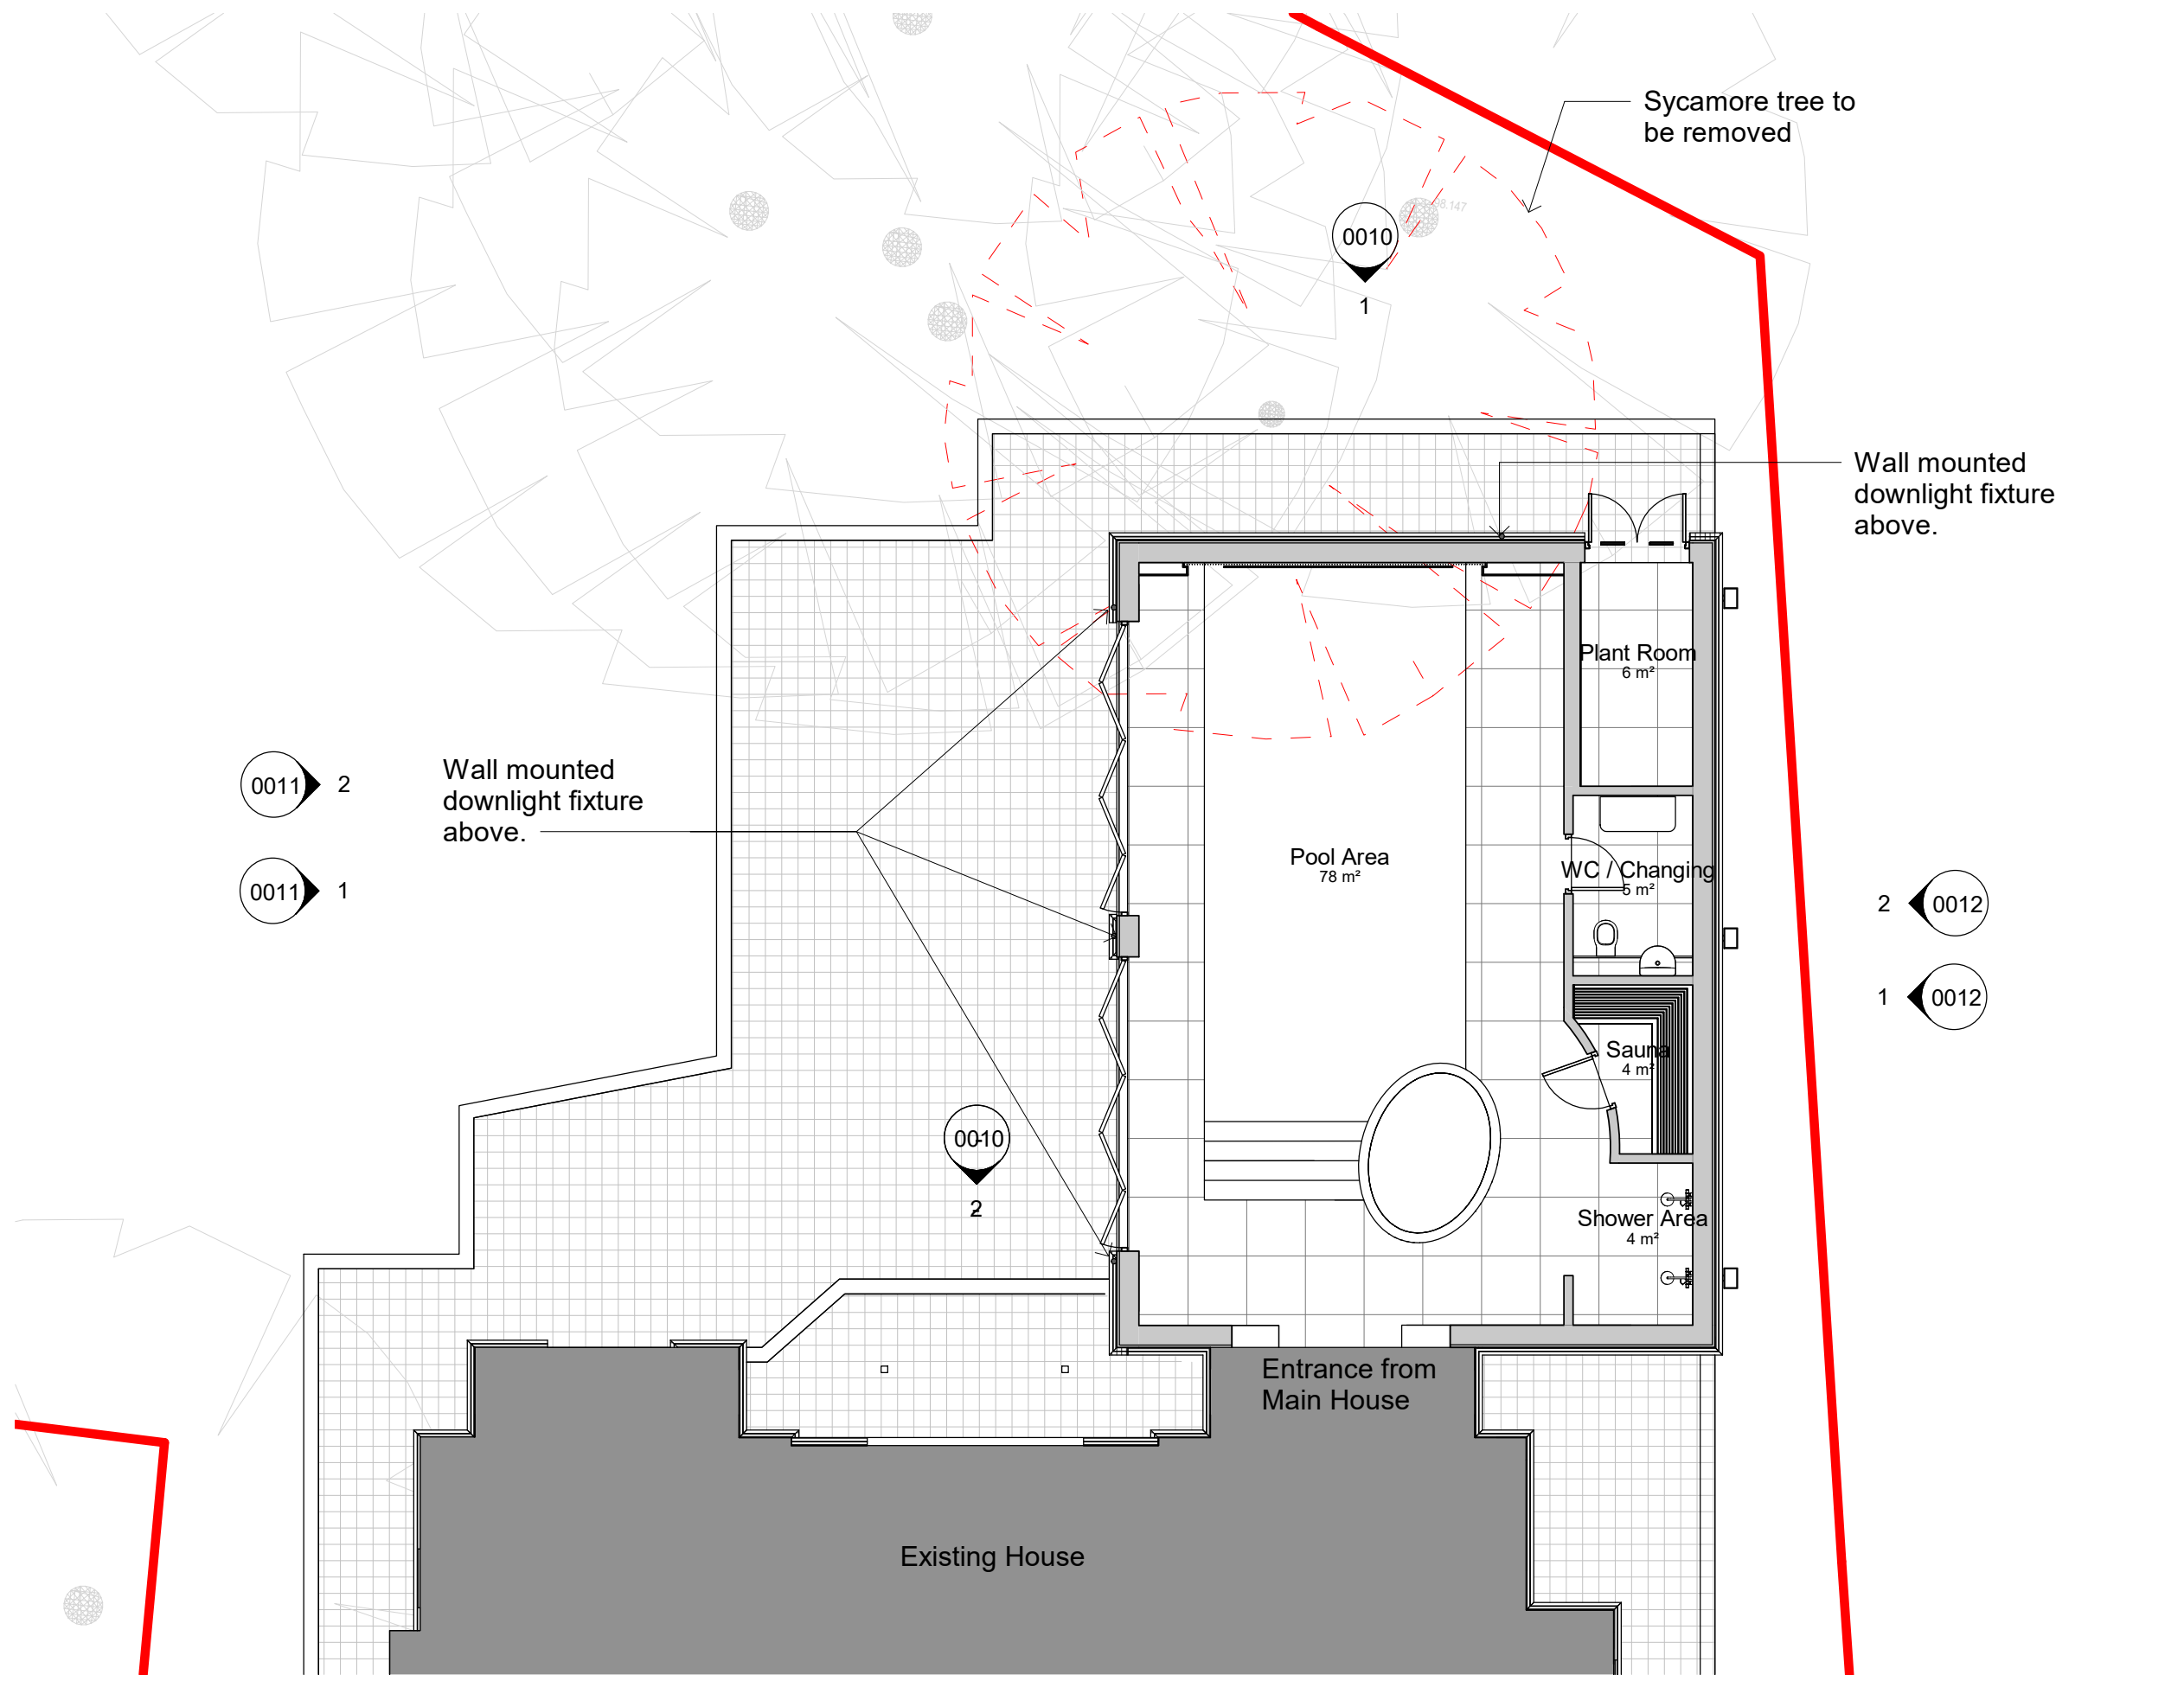 Sycamore tree to
be removed
98.147
0010
1
Wall mounted
downlight fixture
above.
Plant Room
6 m²
Wall mounted
downlight fixture
above.
0011
2
0011
1
Pool Area
78 m²
WC / Changing
5 m²
2
0012
1
0012
Sauna
4 m²
0010
2
Shower Area
4 m²
Entrance from
Main House
Existing House